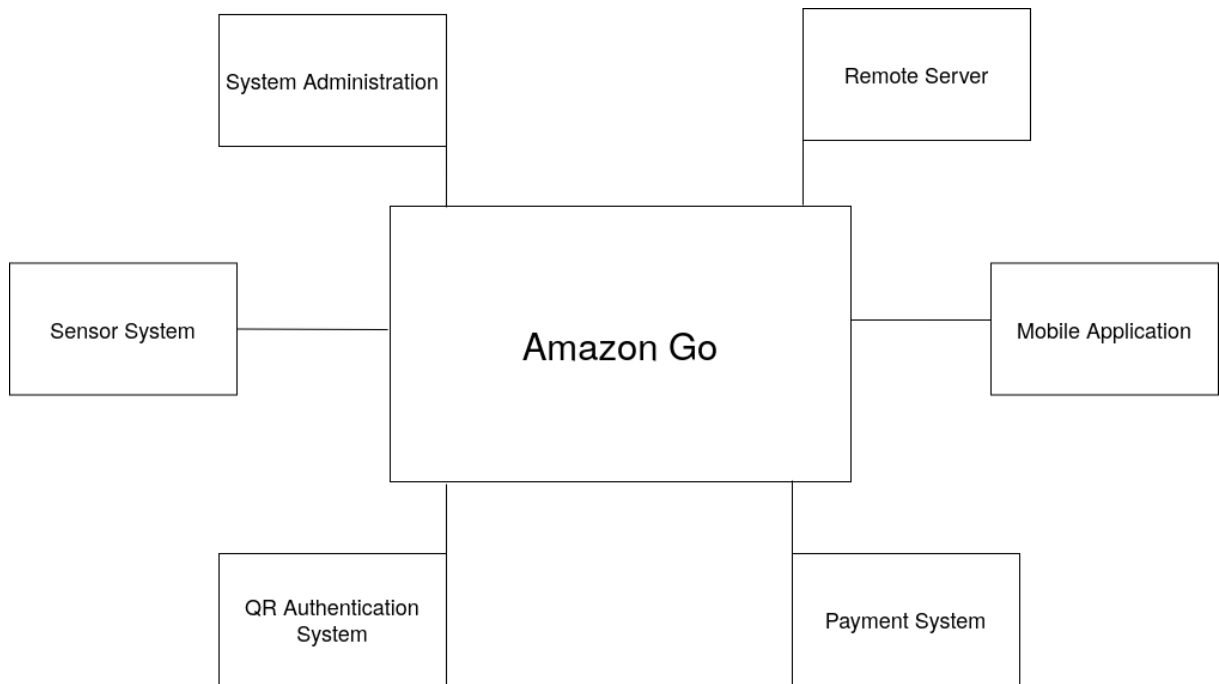 System Administration
Remote Server
Sensor System
Amazon Go
Mobile Application
QR Authentication
System
Payment System